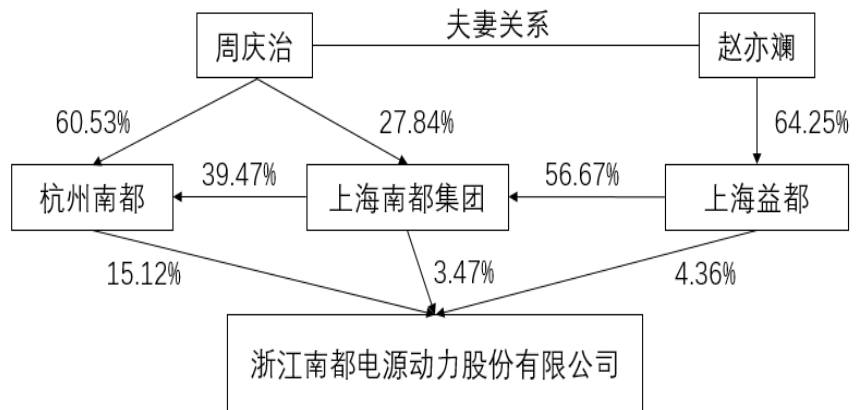 夫妻关系
周庆治
赵亦斓
60.53%
27.84%
64.25%
杭州南都
39.47%
上海南都集团
56.67%
上海益都
15.12%
3.47%
4.36%
浙江南都电源动力股份有限公司